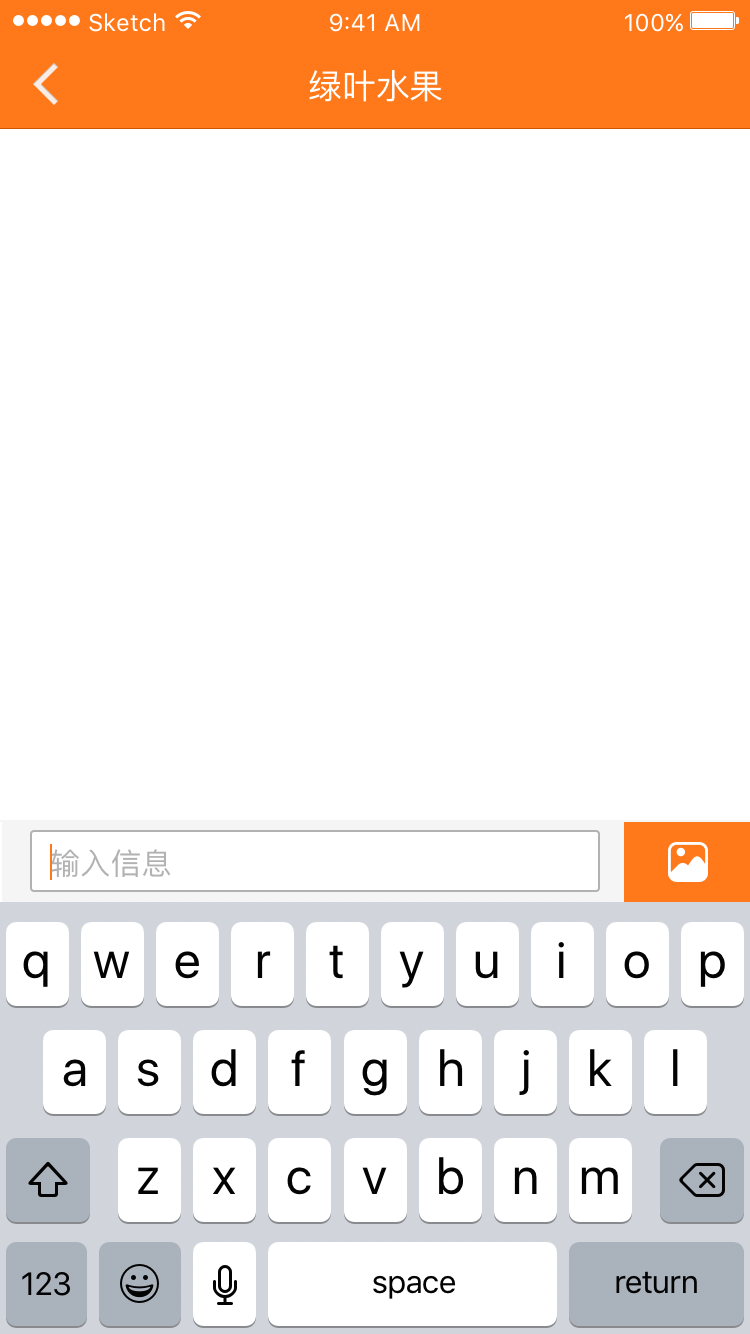 Sketch 9:41 AM 100%
绿叶水果
输入信息
q w e r t y u i o p
a s d f g h j k l
z x c v b n m
123 space return